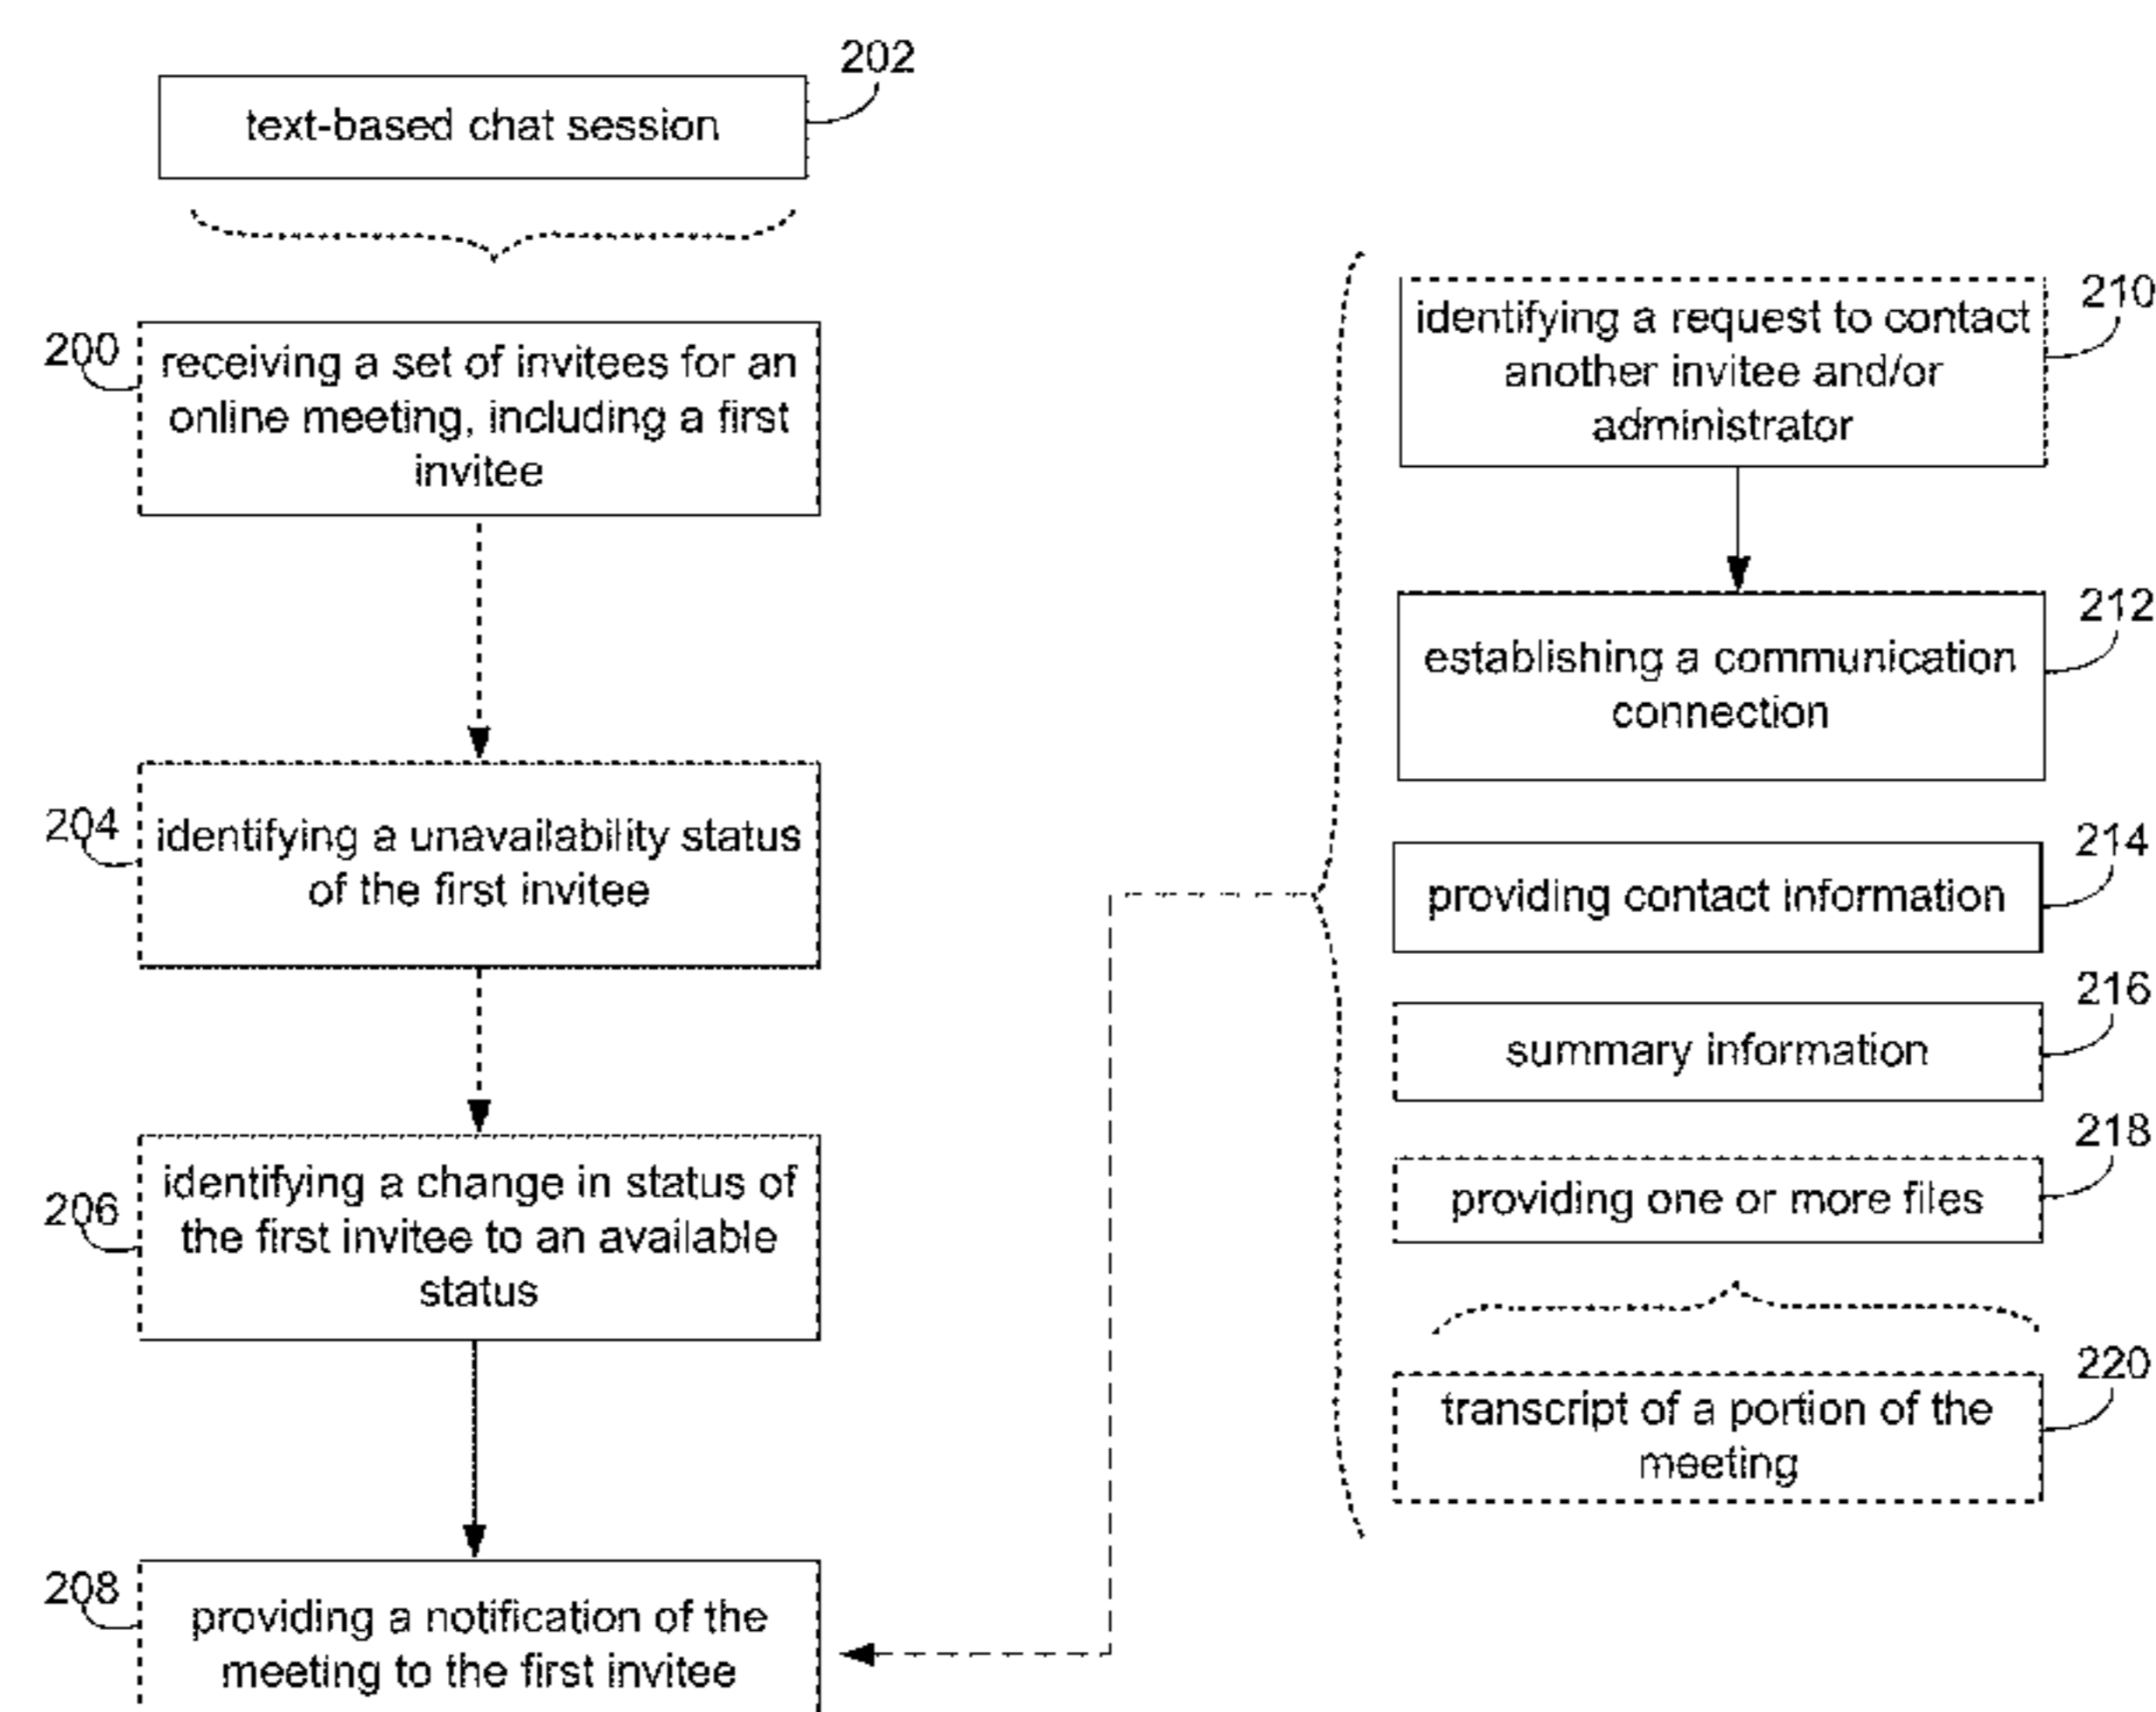 202
text-based chat session
200
receiving a set of invitees for an
online meeting, including a first
invitee
204
identifying a unavailability status
of the first invitee
206
identifying a change in status of
the first invitee to an available
status
208
providing a notification of the
meeting to the first invitee
210
identifying a request to contact
another invitee and/or
administrator
212
establishing a communication
connection
214
providing contact information
216
summary information
218
providing one or more files
220
transcript of a portion of the
meeting